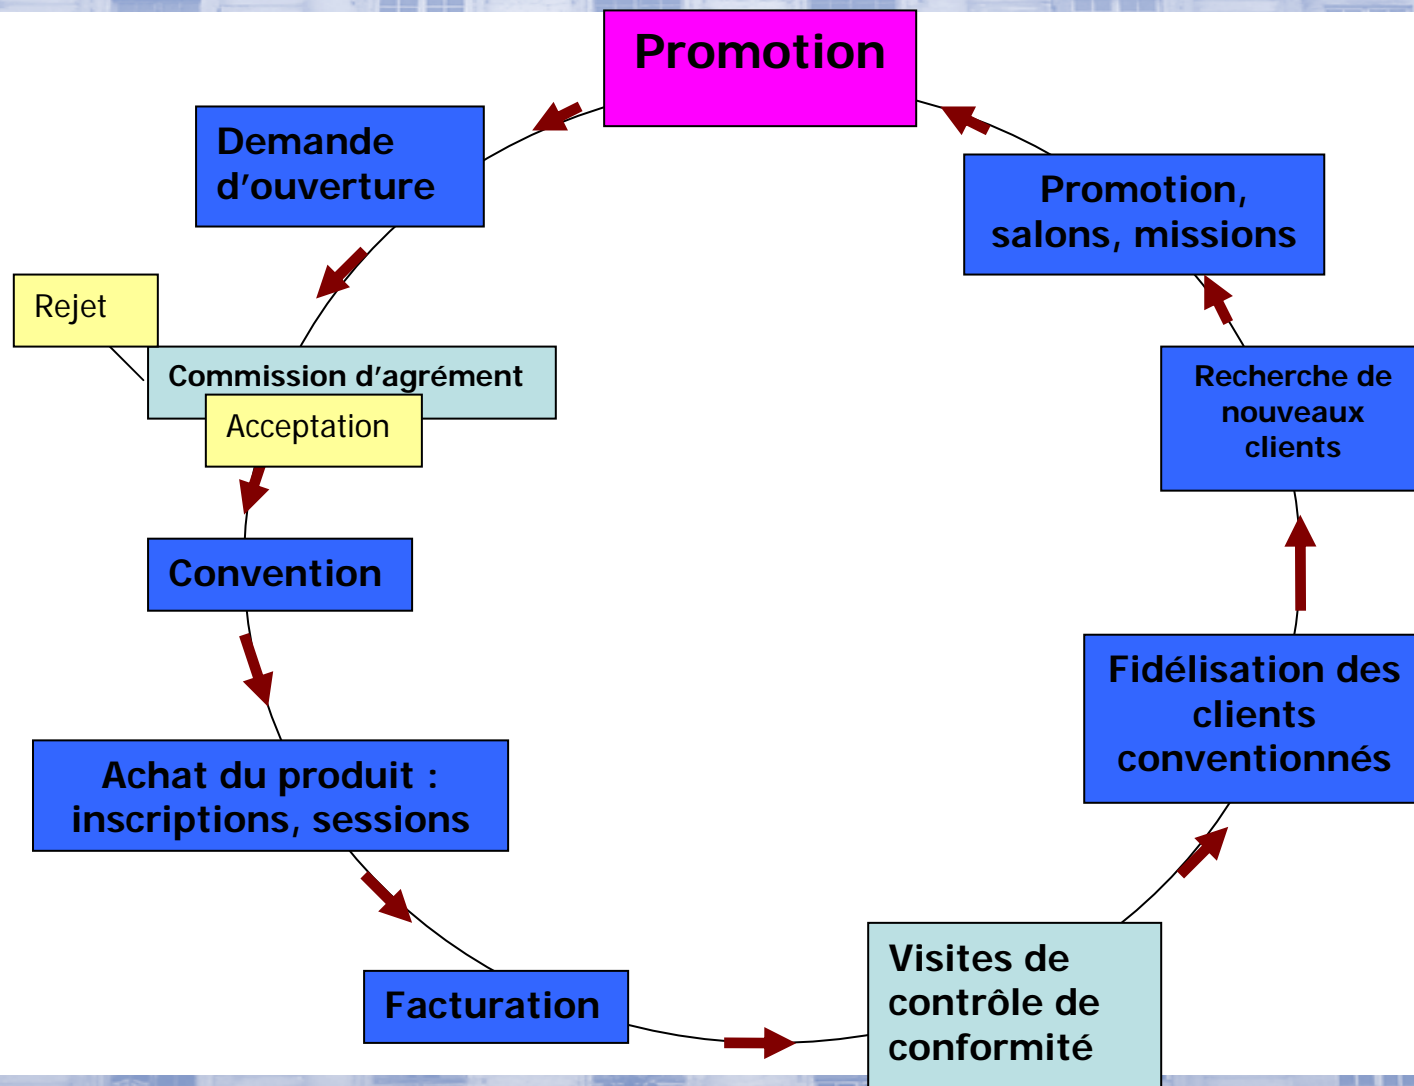 Promotion
Demande
d’ouverture
Rejet
Commission d’agrément
Acceptation
Convention
Achat du produit :
inscriptions, sessions
Facturation
Visites de
contrôle de
conformité
Fidélisation des
clients
conventionnés
Recherche de
nouveaux
clients
Promotion,
salons, missions